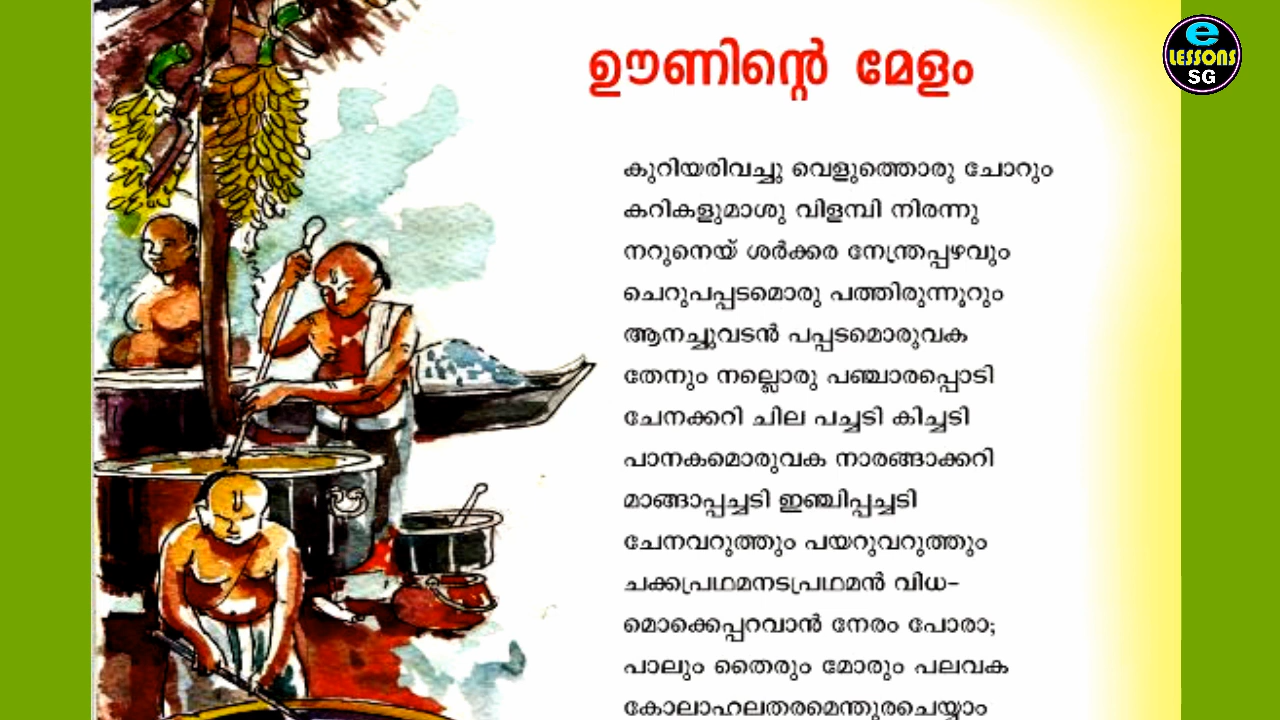 ഊണിന്റെ മേളം
e
LESSONS
SG
കുറിയരിവച്ചു വെളുത്തൊരു ചോറും
കറികളുമാശു വിളമ്പി നിരന്നു
നറുനെയ് ശർക്കര നേന്ത്രപ്പഴവും
ചെറുപപ്പടമൊരു പത്തിരുന്നൂറും
ആനച്ചുവടൻ പപ്പടമൊരുവക
തേനും നല്ലൊരു പഞ്ചാരപ്പൊടി
ചേനക്കറി ചില പച്ചടി കിച്ചടി
പാനകമൊരുവക നാരങ്ങാക്കറി
മാങ്ങാപ്പച്ചടി ഇഞ്ചിപ്പച്ചടി
ചേനവറുത്തും പയറുവറുത്തും
ചക്കപ്രഥമനടപ്രഥമൻ വിധ–
മൊക്കെപ്പറവാൻ നേരം പോരാ;
പാലും തൈരും മോരും പലവക
കോലാഹലതരമെന്തുരചെയ്യാം